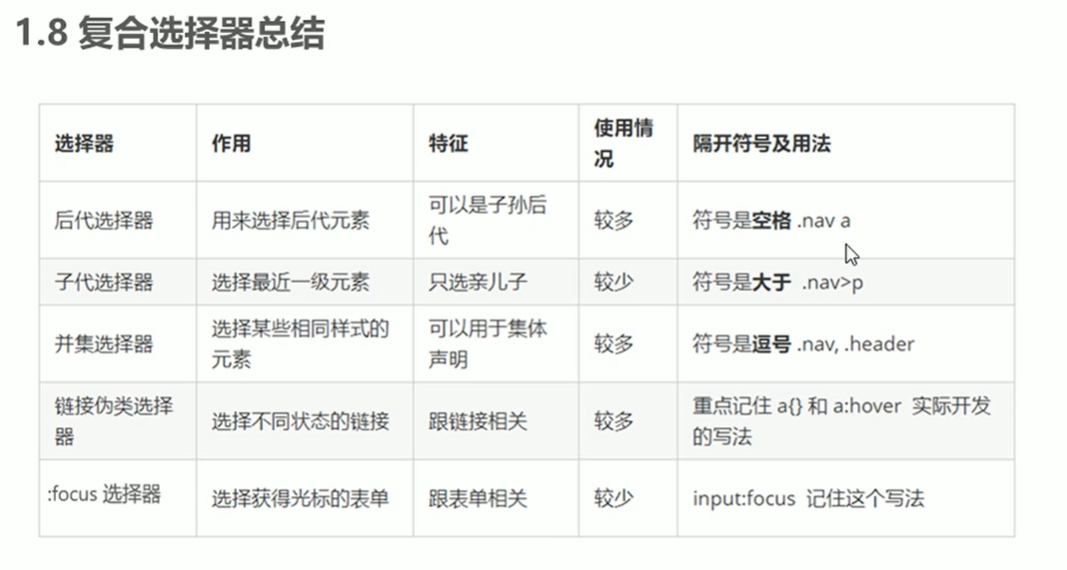 1.8 复合选择器总结
选择器 作用 特征 使用情况 隔开符号及用法
后代选择器 用来选择后代元素 可以是子孙后代 较多 符号是空格 .nav a
子代选择器 选择最近一级元素 只选亲儿子 较少 符号是大于 .nav>p
并集选择器 选择某些相同样式的元素 可以用于集体声明 较多 符号是逗号 .nav, .header
链接伪类选择器 选择不同状态的链接 跟链接相关 较多 重点记住 a{} 和 a:hover 实际开发的写法
:focus 选择器 选择获得光标的表单 跟表单相关 较少 input:focus 记住这个写法